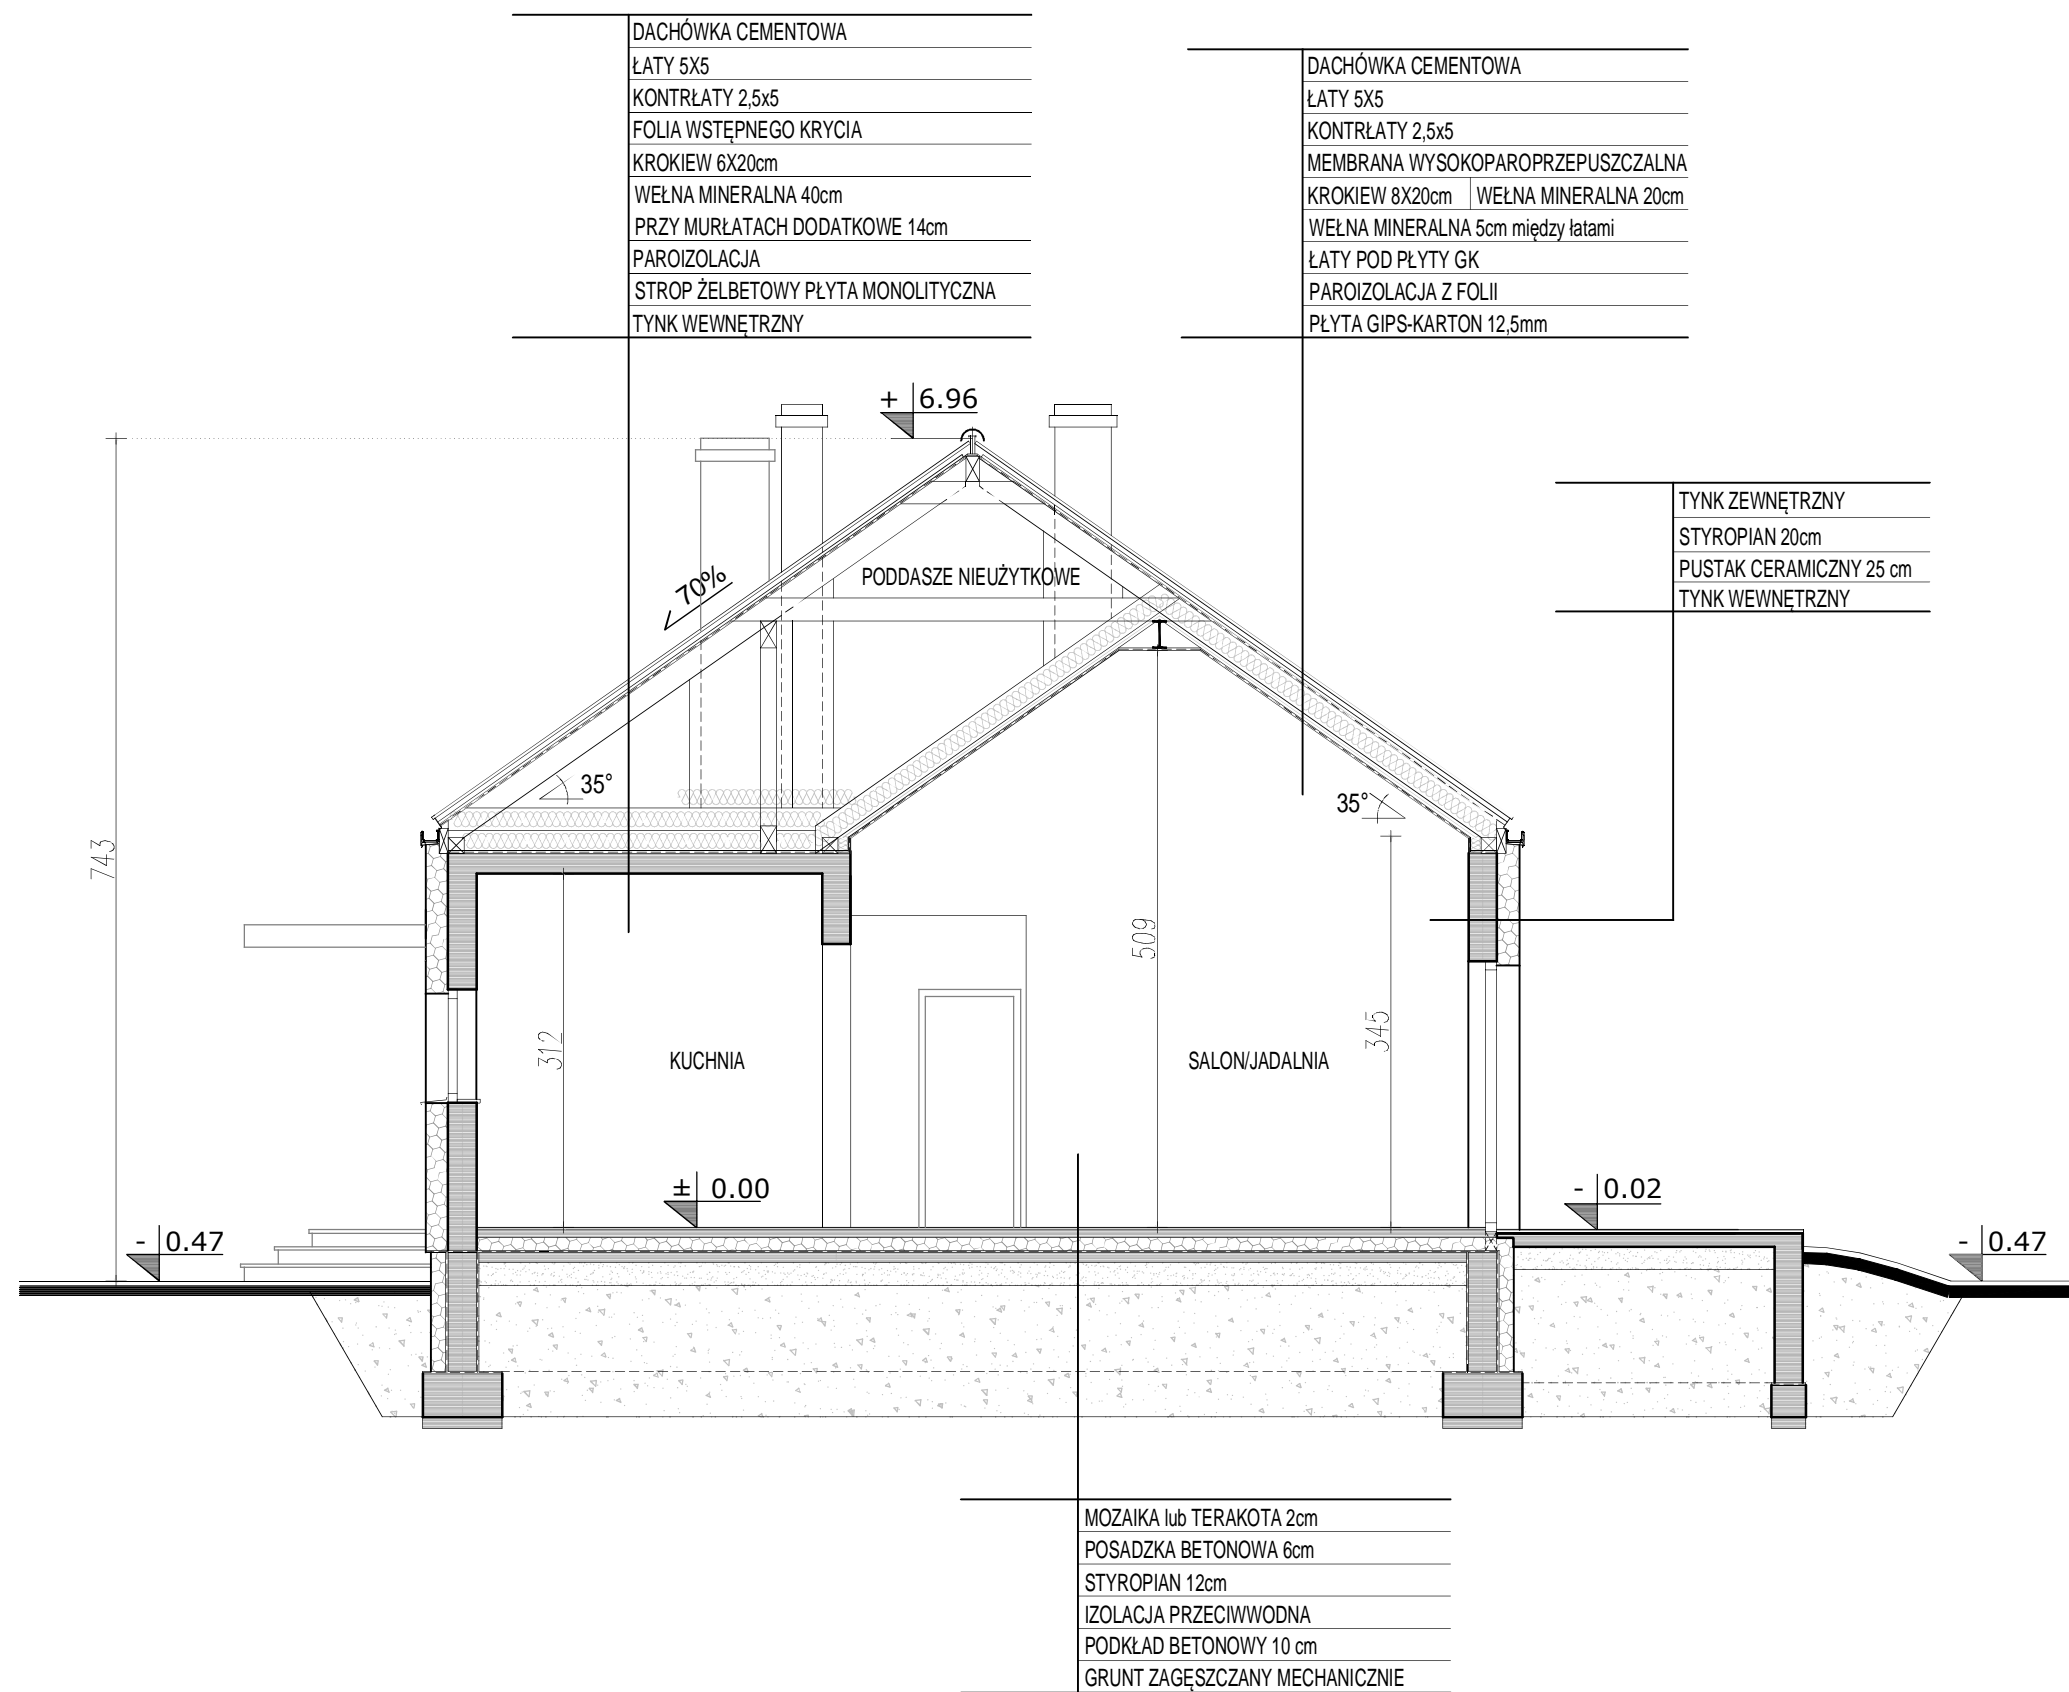 DACHÓWKA CEMENTOWA
ŁATY 5X5
KONTRŁATY 2,5x5
FOLIA WSTĘPNEGO KRYCIA
KROKIEW 6X20cm
WEŁNA MINERALNA 40cm
PRZY MURŁATACH DODATKOWE 14cm
PAROIZOLACJA
STROP ŻELBETOWY PŁYTA MONOLITYCZNA
TYNK WEWNĘTRZNY
DACHÓWKA CEMENTOWA
ŁATY 5X5
KONTRŁATY 2,5x5
MEMBRANA WYSOKOPAROPRZEPUSZCZALNA
KROKIEW 8X20cm WEŁNA MINERALNA 20cm
WEŁNA MINERALNA 5cm między łatami
ŁATY POD PŁYTY GK
PAROIZOLACJA Z FOLII
PŁYTA GIPS-KARTON 12,5mm
+ 6.96
TYNK ZEWNĘTRZNY
STYROPIAN 20cm
PUSTAK CERAMICZNY 25 cm
TYNK WEWNĘTRZNY
70%
PODDASZE NIEUŻYTKOWE
35°
35°
743
509
312
345
KUCHNIA
SALON/JADALNIA
± 0.00
- 0.02
- 0.47
- 0.47
MOZAIKA lub TERAKOTA 2cm
POSADZKA BETONOWA 6cm
STYROPIAN 12cm
IZOLACJA PRZECIWWODNA
PODKŁAD BETONOWY 10 cm
GRUNT ZAGĘSZCZANY MECHANICZNIE